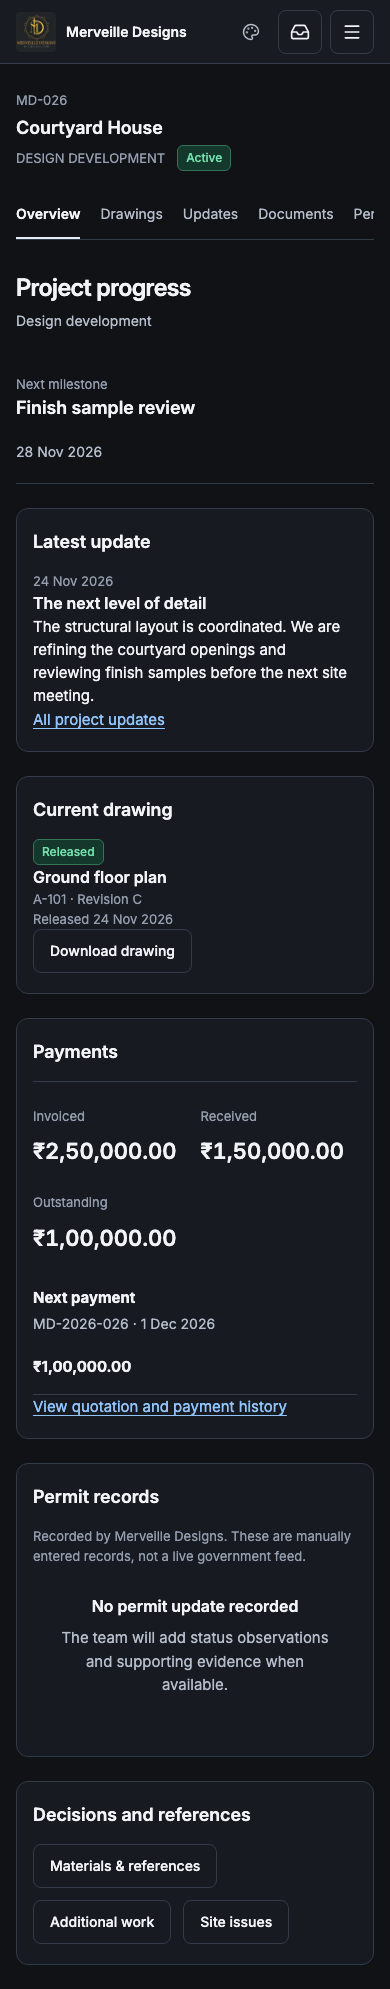 Merveille Designs
MD-026
Courtyard House
DESIGN DEVELOPMENT Active
Overview Drawings Updates Documents Per
Project progress
Design development
Next milestone
Finish sample review
28 Nov 2026
Latest update
24 Nov 2026
The next level of detail
The structural layout is coordinated. We are
refining the courtyard openings and
reviewing finish samples before the next site
meeting.
All project updates
Current drawing
Released
Ground floor plan
A-101 · Revision C
Released 24 Nov 2026
Download drawing
Payments
Invoiced Received
₹2,50,000.00 ₹1,50,000.00
Outstanding
₹1,00,000.00
Next payment
MD-2026-026 · 1 Dec 2026
₹1,00,000.00
View quotation and payment history
Permit records
Recorded by Merveille Designs. These are manually
entered records, not a live government feed.
No permit update recorded
The team will add status observations
and supporting evidence when
available.
Decisions and references
Materials & references
Additional work Site issues